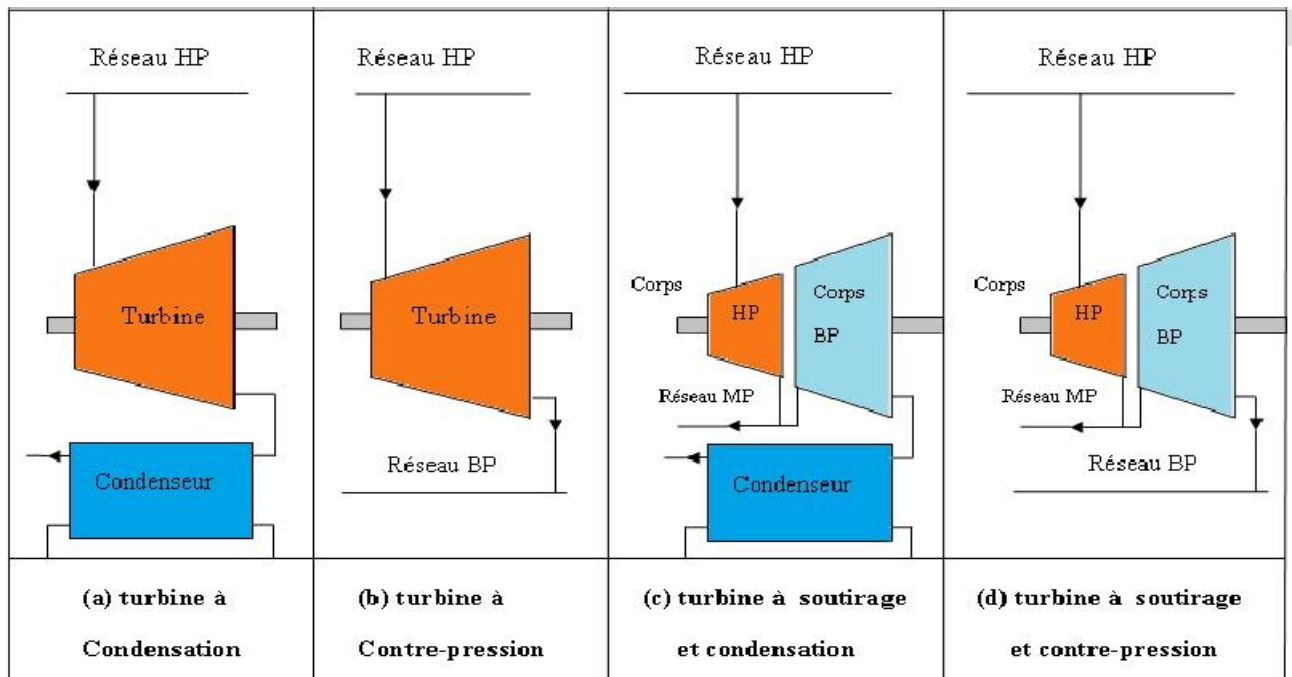 Réseau HP
Turbine
Condenseur
(a) turbine à
Condensation
Réseau HP
Turbine
Réseau BP
(b) turbine à
Contre-pression
Réseau HP
Corps
HP
Corps
BP
Réseau MP
Condenseur
(c) turbine à soutirage
et condensation
Réseau HP
Corps
HP
Corps
BP
Réseau MP
Réseau BP
(d) turbine à soutirage
et contre-pression